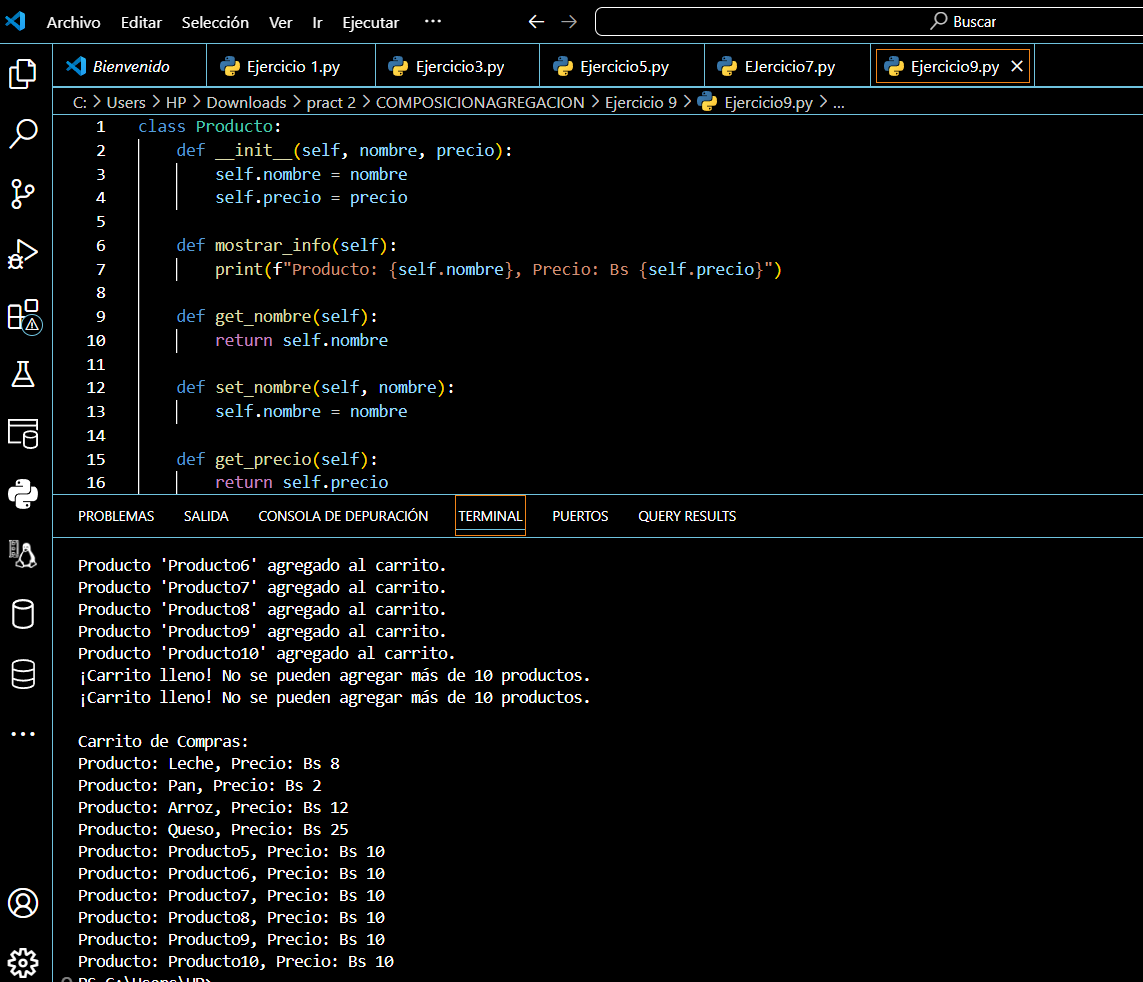 Archivo Editar Selección Ver Ir Ejecutar ··· Buscar
Bienvenido Ejercicio 1.py Ejercicio3.py Ejercicio5.py EJercicio7.py Ejercicio9.py
C: > Users > HP > Downloads > pract 2 > COMPOSICIONAGREGACION > Ejercicio 9 > Ejercicio9.py > ...
1 class Producto:
2     def __init__(self, nombre, precio):
3         self.nombre = nombre
4         self.precio = precio
5
6     def mostrar_info(self):
7         print(f"Producto: {self.nombre}, Precio: Bs {self.precio}")
8
9     def get_nombre(self):
10         return self.nombre
11
12     def set_nombre(self, nombre):
13         self.nombre = nombre
14
15     def get_precio(self):
16         return self.precio
PROBLEMAS SALIDA CONSOLA DE DEPURACIÓN TERMINAL PUERTOS QUERY RESULTS
Producto 'Producto6' agregado al carrito.
Producto 'Producto7' agregado al carrito.
Producto 'Producto8' agregado al carrito.
Producto 'Producto9' agregado al carrito.
Producto 'Producto10' agregado al carrito.
¡Carrito lleno! No se pueden agregar más de 10 productos.
¡Carrito lleno! No se pueden agregar más de 10 productos.
Carrito de Compras:
Producto: Leche, Precio: Bs 8
Producto: Pan, Precio: Bs 2
Producto: Arroz, Precio: Bs 12
Producto: Queso, Precio: Bs 25
Producto: Producto5, Precio: Bs 10
Producto: Producto6, Precio: Bs 10
Producto: Producto7, Precio: Bs 10
Producto: Producto8, Precio: Bs 10
Producto: Producto9, Precio: Bs 10
Producto: Producto10, Precio: Bs 10
PS C:\Users\HP>